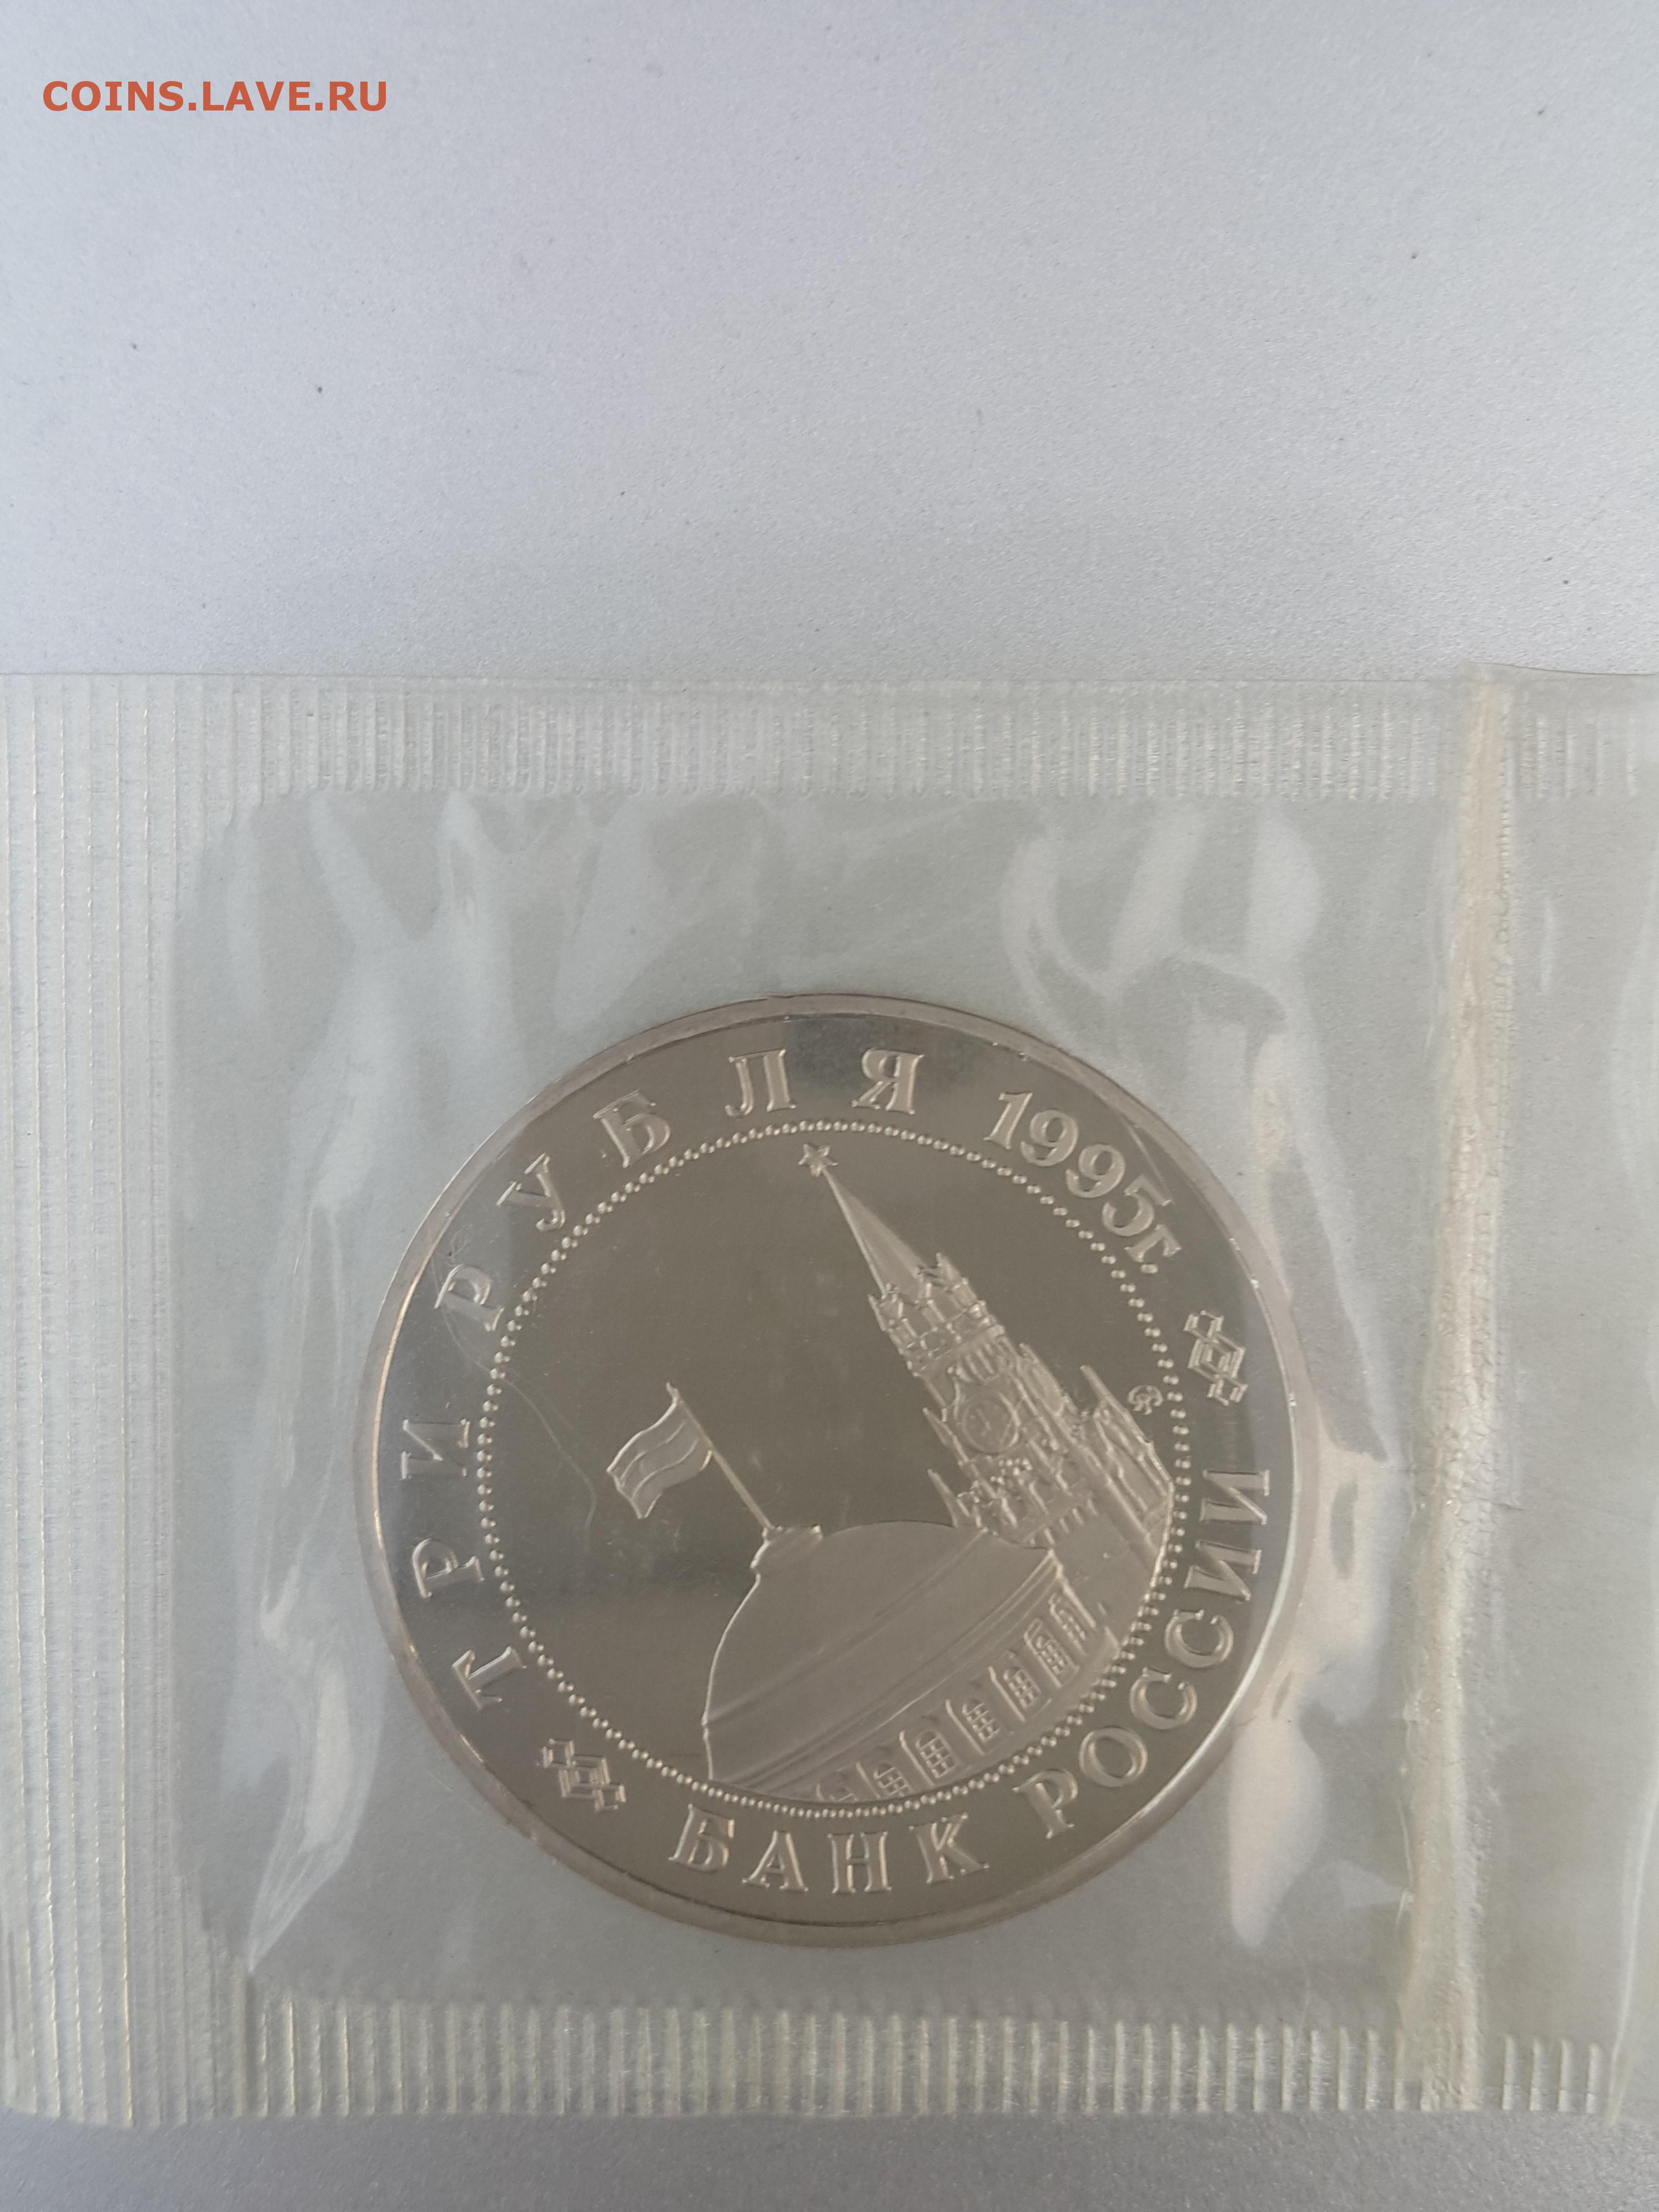 COINS.LAVE.RU
ТРИ РУБЛЯ 1995г.
БАНК РОССИИ